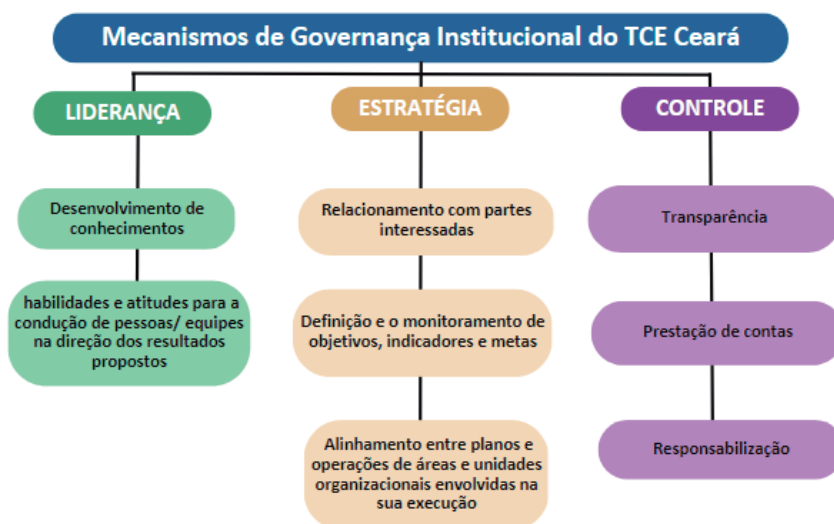 Mecanismos de Governança Institucional do TCE Ceará
LIDERANÇA
Desenvolvimento de
conhecimentos
habilidades e atitudes para a
condução de pessoas/ equipes
na direção dos resultados
propostos
ESTRATÉGIA
Relacionamento com partes
interessadas
Definição e o monitoramento de
objetivos, indicadores e metas
Alinhamento entre planos e
operações de áreas e unidades
organizacionais envolvidas na
sua execução
CONTROLE
Transparência
Prestação de contas
Responsabilização